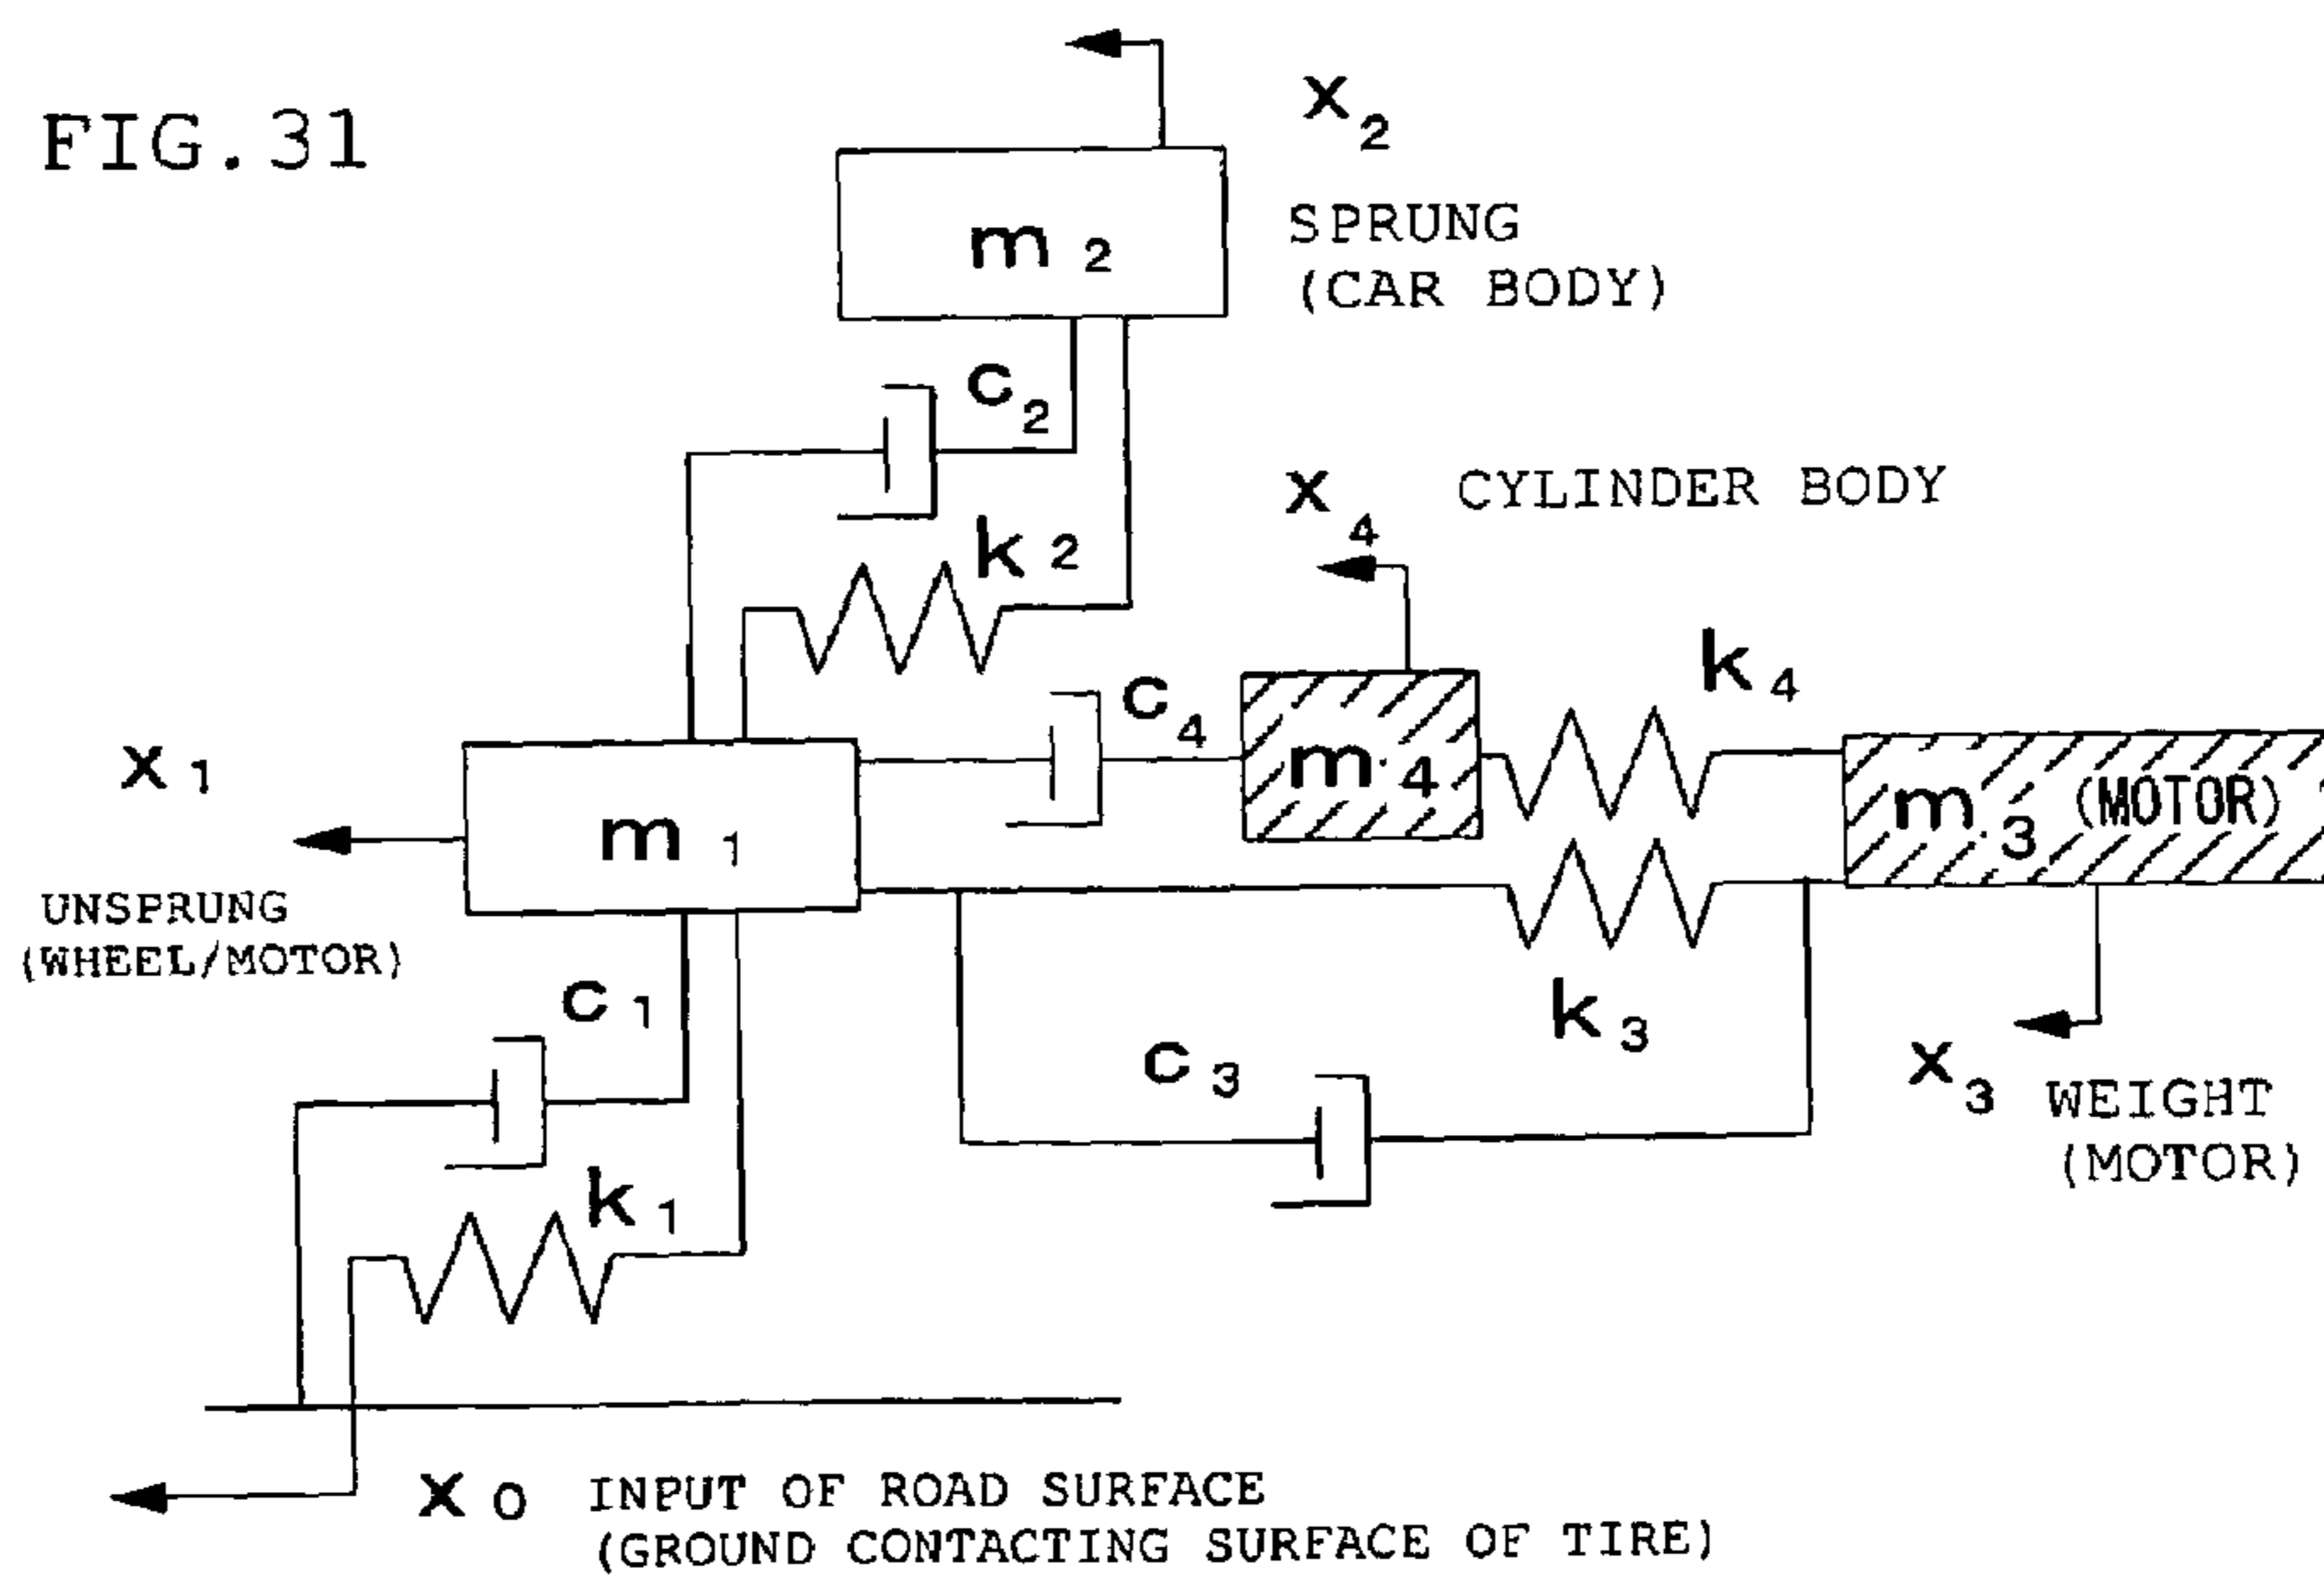 FIG.31
x2
m2
SPRUNG
(CAR BODY)
c2
k2
x4
CYLINDER BODY
c4
k4
x1
m1
m4
m3 (MOTOR)
UNSPRUNG
(WHEEL/MOTOR)
c1
k3
c3
x3
WEIGHT
(MOTOR)
k1
x0
INPUT OF ROAD SURFACE
(GROUND CONTACTING SURFACE OF TIRE)